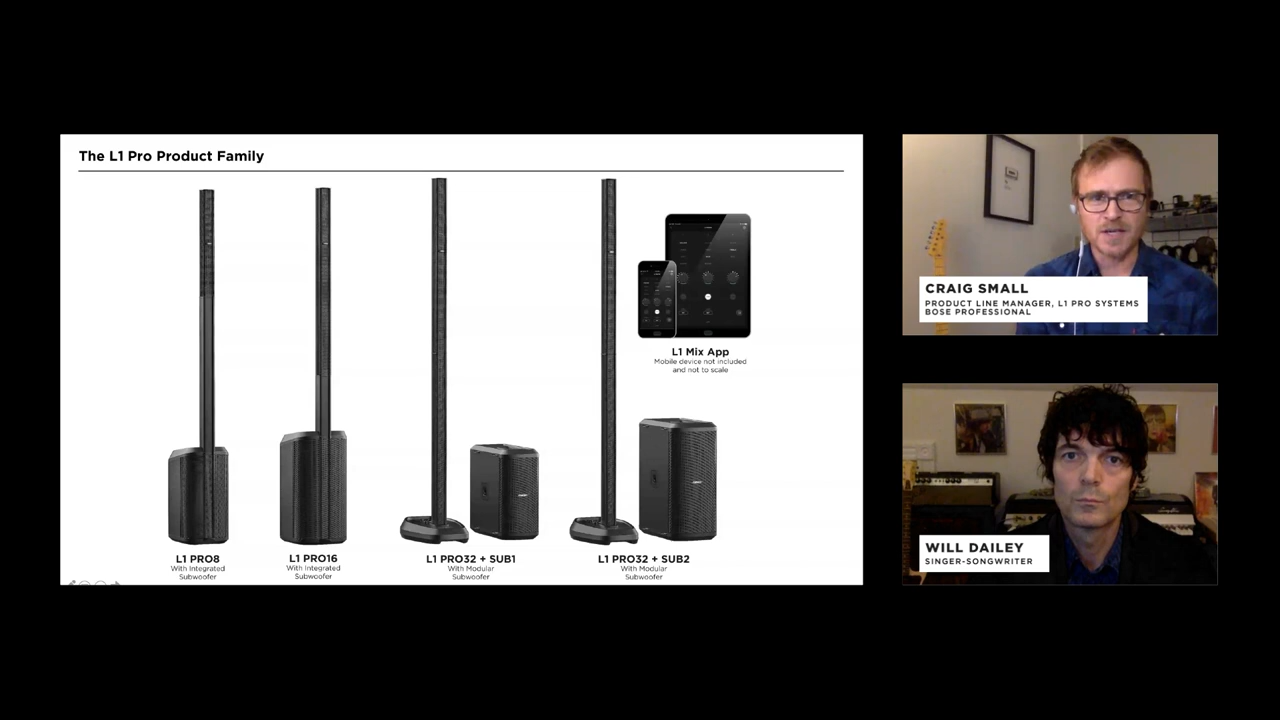 The L1 Pro Product Family
L1 Mix App
Mobile device not included
and not to scale
L1 PRO8
With Integrated
Subwoofer
L1 PRO16
With Integrated
Subwoofer
L1 PRO32 + SUB1
With Modular
Subwoofer
L1 PRO32 + SUB2
With Modular
Subwoofer
CRAIG SMALL
PRODUCT LINE MANAGER, L1 PRO SYSTEMS
BOSE PROFESSIONAL
WILL DAILEY
SINGER-SONGWRITER